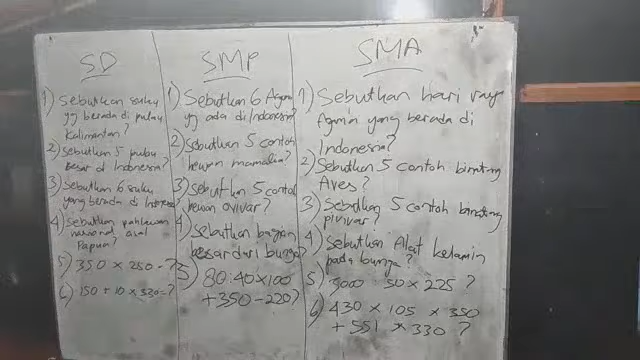 SD
1) Sebutkan suku
yg berada di pulau
Kalimantan?
2) Sebutkan 5 pulau
besar di Indonesia?
3) Sebutkan 6 suku
yang berada di Indonesia
4) Sebutkan pahlawan
nasional asal
Papua?
5) 350 x 250 = ?
6) 150 + 10 x 330 = ?
SMP
1) Sebutkan 6 Agama
yg ada di Indonesia?
2) Sebutkan 5 contoh
hewan mamalia?
3) Sebutkan 5 contoh
hewan ovivar?
4) Sebutkan bagian
besar dari bunga?
5) 80 : 40 x 100
+ 350 - 220?
SMA
1) Sebutkan hari raya
Agama yang berada di
Indonesia?
2) Sebutkan 5 contoh binatang
Aves?
3) Sebutkan 5 contoh binatang
4) Sebutkan Alat kelamin
pada bunga?
5) 3000 : 50 x 225 ?
6) 430 x 105 x 350
+ 551 x 330 ?